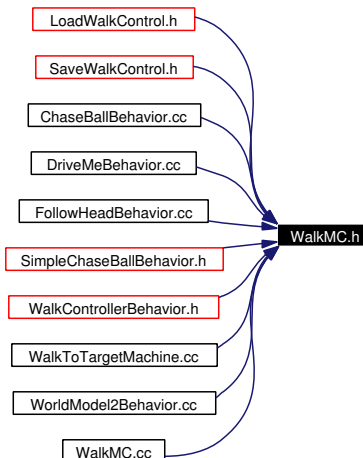 LoadWalkControl.h
SaveWalkControl.h
ChaseBallBehavior.cc
DriveMeBehavior.cc
FollowHeadBehavior.cc
WalkMC.h
SimpleChaseBallBehavior.h
WalkControllerBehavior.h
WalkToTargetMachine.cc
WorldModel2Behavior.cc
WalkMC.cc